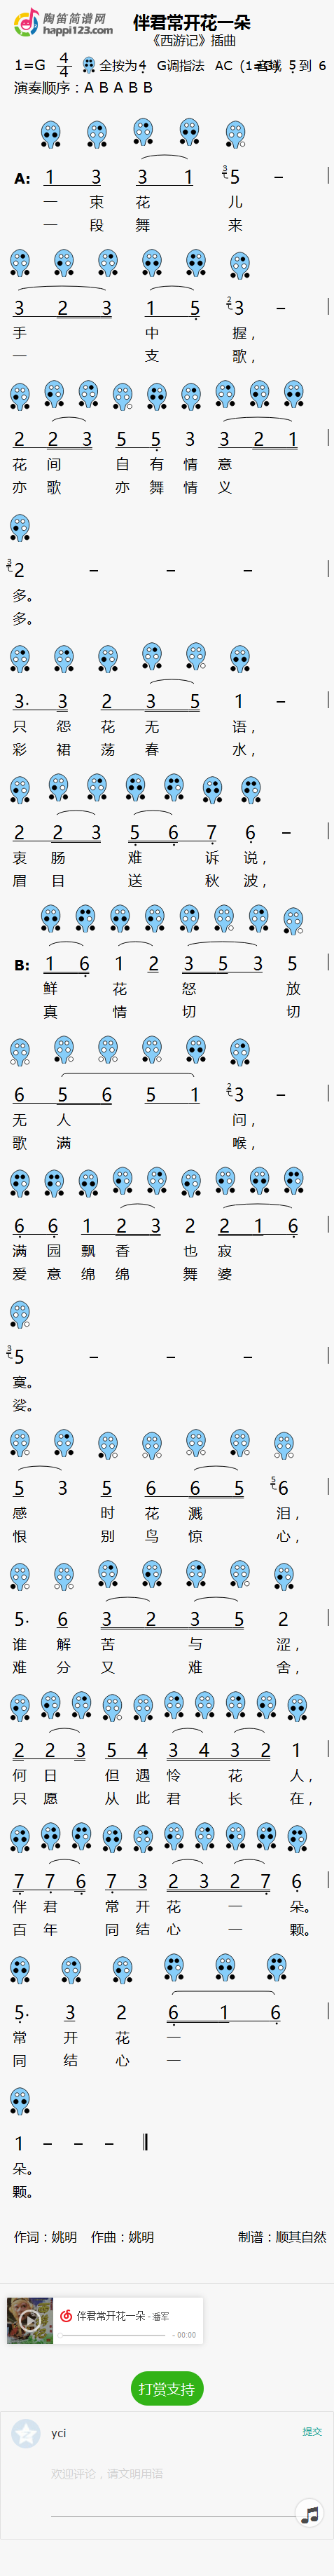 陶笛简谱网
happi123.com
伴君常开花一朵
《西游记》插曲
1=G 4/4 全按为4 G调指法 AC (1=G) 音域 5 到 6
演奏顺序：A B A B B
A: 1 3 3 1 3 5 –
一 束 花 儿
一 段 舞 来
3 2 3 1 5 2 3 –
手 中 握，
一 支 歌，
2 2 3 5 5 3 3 2 1
花 间 自 有 情 意
亦 歌 亦 舞 情 义
3 2 – – –
多。
多。
3· 3 2 3 5 1 –
只 怨 花 无 语，
彩 裙 荡 春 水，
2 2 3 5 6 7 6 –
衷 肠 难 诉 说，
眉 目 送 秋 波，
B: 1 6 1 2 3 5 3 5
鲜 花 怒 放
真 情 切 切
6 5 6 5 1 2 3 –
无 人 问，
歌 满 喉，
6 6 1 2 3 2 2 1 6
满 园 飘 香 也 寂
爱 意 绵 绵 舞 婆
3 5 – – –
寞。
娑。
5 3 5 6 6 5 5 6
感 时 花 溅 泪，
恨 别 鸟 惊 心，
5· 6 3 2 3 5 2
谁 解 苦 与 涩，
难 分 又 难 舍，
2 2 3 5 4 3 4 3 2 1
何 日 但 遇 怜 花 人，
只 愿 从 此 君 长 在，
7 7 6 7 3 2 3 2 7 6
伴 君 常 开 花 一 朵。
百 年 同 结 心 一 颗。
5· 3 2 6 1 6
常 开 花 一
同 结 心 一
1 – – –
朵。
颗。
作词：姚明 作曲：姚明 制谱：顺其自然
伴君常开花一朵 - 潘军
- 00:00
打赏支持
yci
提交
欢迎评论，请文明用语